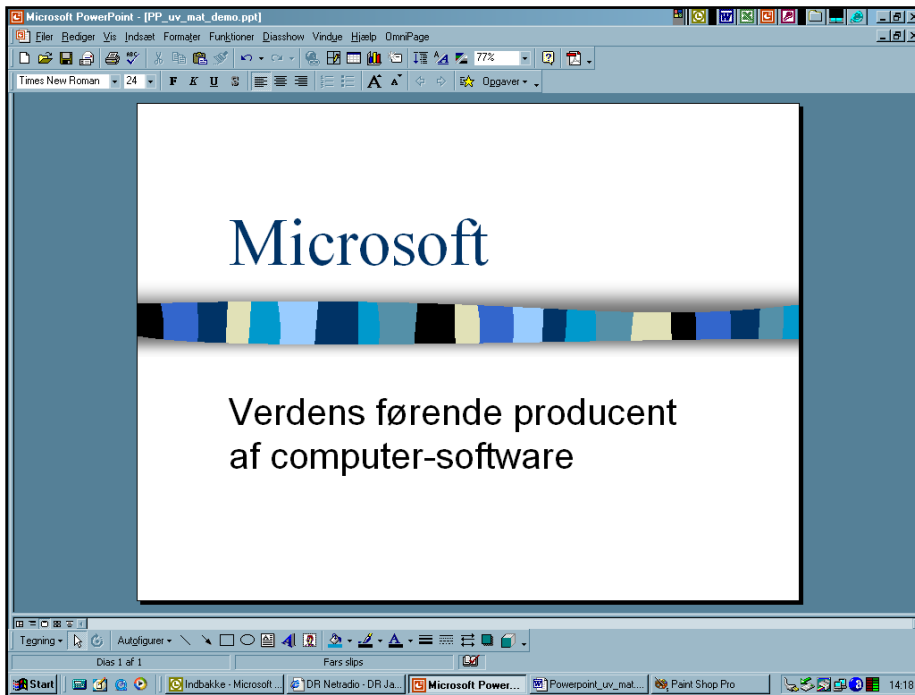 Microsoft PowerPoint - [PP_uv_mat_demo.ppt]
Filer Rediger Vis Indsæt Formater Funktioner Diasshow Vindue Hjælp OmniPage
77%
Times New Roman 24 F K U S A A Opgaver
Microsoft
Verdens førende producent
af computer-software
Tegning Autofigurer A
Dias 1 af 1 Fars slips
Start Indbakke - Microsoft ... DR Netradio - DR Ja... Microsoft Power... Powerpoint_uv_mat... Paint Shop Pro 14:18